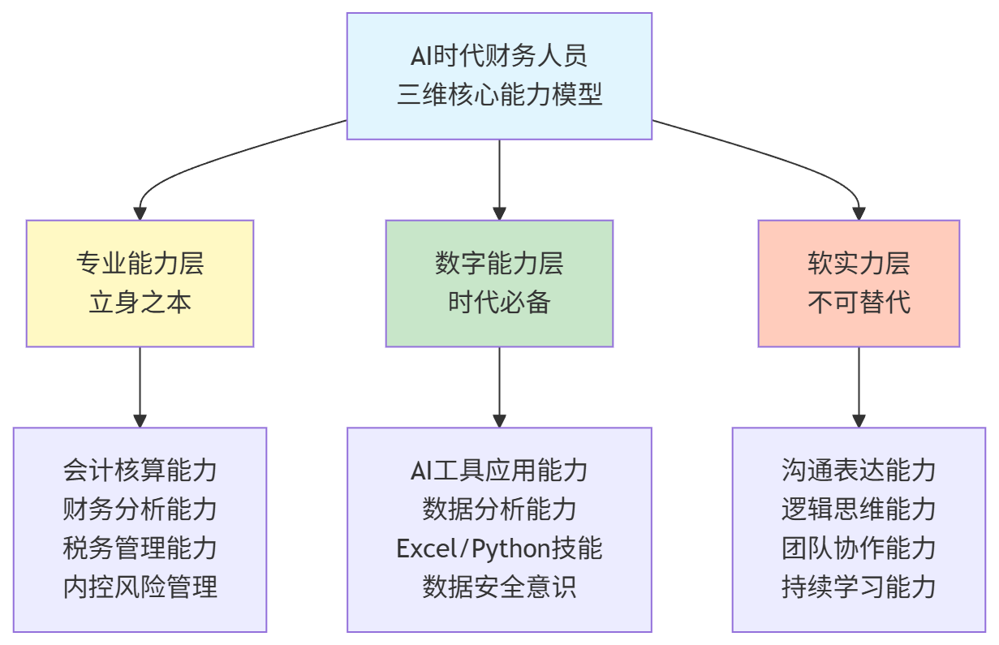 AI时代财务人员
三维核心能力模型
专业能力层
立身之本
数字能力层
时代必备
软实力层
不可替代
会计核算能力
财务分析能力
税务管理能力
内控风险管理
AI工具应用能力
数据分析能力
Excel/Python技能
数据安全意识
沟通表达能力
逻辑思维能力
团队协作能力
持续学习能力